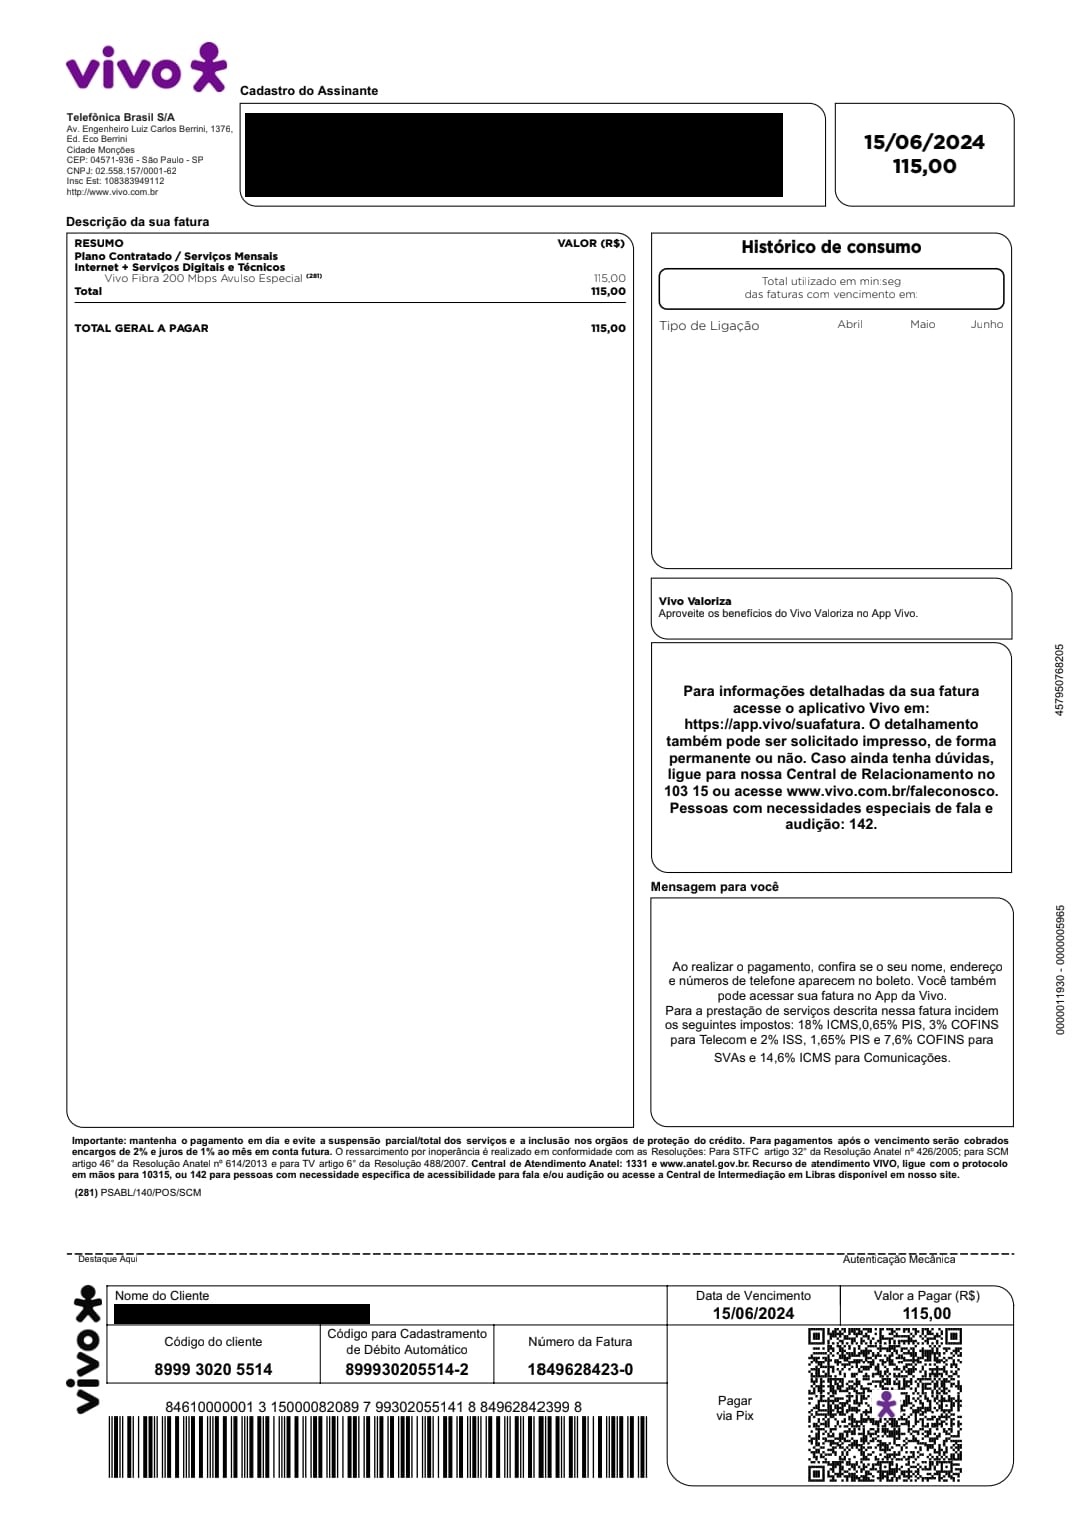 vivo
Cadastro do Assinante
Telefônica Brasil S/A
Av. Engenheiro Luiz Carlos Berrini, 1376,
Ed. Eco Berrini
Cidade Monções
CEP: 04571-936 - São Paulo - SP
CNPJ: 02.558.157/0001-62
Insc Est: 108383949112
http://www.vivo.com.br
15/06/2024
115,00
Descrição da sua fatura
RESUMO VALOR (R$)
Plano Contratado / Serviços Mensais
Internet + Serviços Digitais e Técnicos
Vivo Fibra 200 Mbps Avulso Especial (281) 115,00
Total 115,00
TOTAL GERAL A PAGAR 115,00
Histórico de consumo
Total utilizado em min:seg
das faturas com vencimento em:
Tipo de Ligação Abril Maio Junho
Vivo Valoriza
Aproveite os benefícios do Vivo Valoriza no App Vivo.
Para informações detalhadas da sua fatura
acesse o aplicativo Vivo em:
https://app.vivo/suafatura. O detalhamento
também pode ser solicitado impresso, de forma
permanente ou não. Caso ainda tenha dúvidas,
ligue para nossa Central de Relacionamento no
103 15 ou acesse www.vivo.com.br/faleconosco.
Pessoas com necessidades especiais de fala e
audição: 142.
Mensagem para você
Ao realizar o pagamento, confira se o seu nome, endereço
e números de telefone aparecem no boleto. Você também
pode acessar sua fatura no App da Vivo.
Para a prestação de serviços descrita nessa fatura incidem
os seguintes impostos: 18% ICMS,0,65% PIS, 3% COFINS
para Telecom e 2% ISS, 1,65% PIS e 7,6% COFINS para
SVAs e 14,6% ICMS para Comunicações.
457950768205
0000011930 - 0000005965
Importante: mantenha o pagamento em dia e evite a suspensão parcial/total dos serviços e a inclusão nos orgãos de proteção do crédito. Para pagamentos após o vencimento serão cobrados
encargos de 2% e juros de 1% ao mês em conta futura. O ressarcimento por inoperância é realizado em conformidade com as Resoluções: Para STFC artigo 32° da Resolução Anatel nº 426/2005; para SCM
artigo 46° da Resolução Anatel nº 614/2013 e para TV artigo 6° da Resolução 488/2007. Central de Atendimento Anatel: 1331 e www.anatel.gov.br. Recurso de atendimento VIVO, ligue com o protocolo
em mãos para 10315, ou 142 para pessoas com necessidade especifica de acessibilidade para fala e/ou audição ou acesse a Central de Intermediação em Libras disponível em nosso site.
(281) PSABL/140/POS/SCM
Destaque Aqui Autenticação Mecânica
vivo
Nome do Cliente
Data de Vencimento
15/06/2024
Valor a Pagar (R$)
115,00
Código do cliente
8999 3020 5514
Código para Cadastramento
de Débito Automático
899930205514-2
Número da Fatura
1849628423-0
84610000001 3 15000082089 7 99302055141 8 84962842399 8
Pagar
via Pix